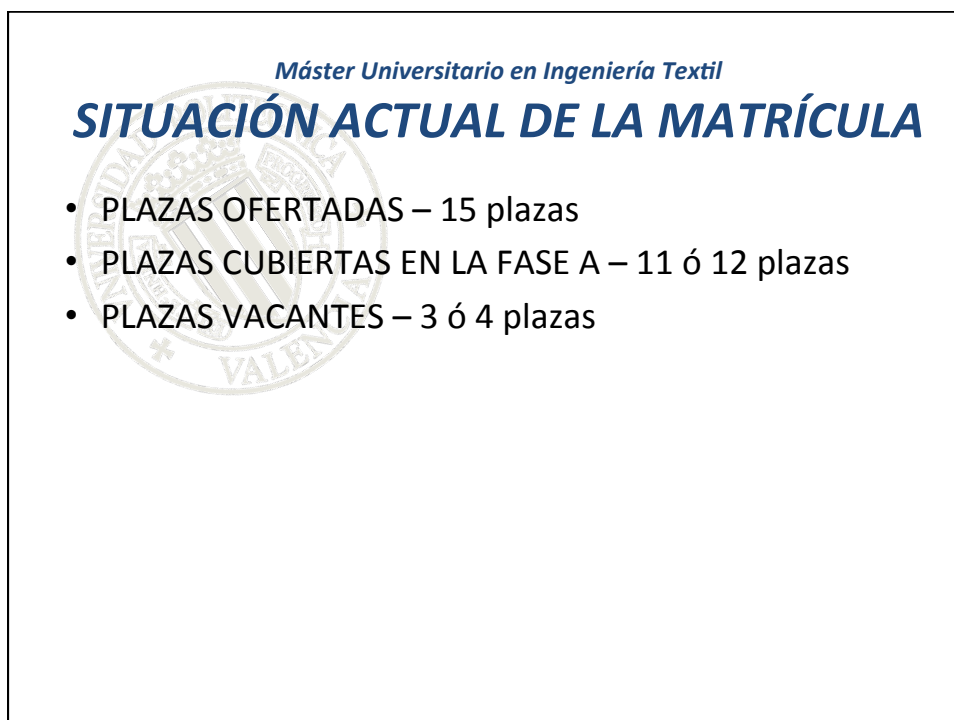 Máster Universitario en Ingeniería Textil
SITUACIÓN ACTUAL DE LA MATRÍCULA
• PLAZAS OFERTADAS – 15 plazas
• PLAZAS CUBIERTAS EN LA FASE A – 11 ó 12 plazas
• PLAZAS VACANTES – 3 ó 4 plazas
VALENCIA